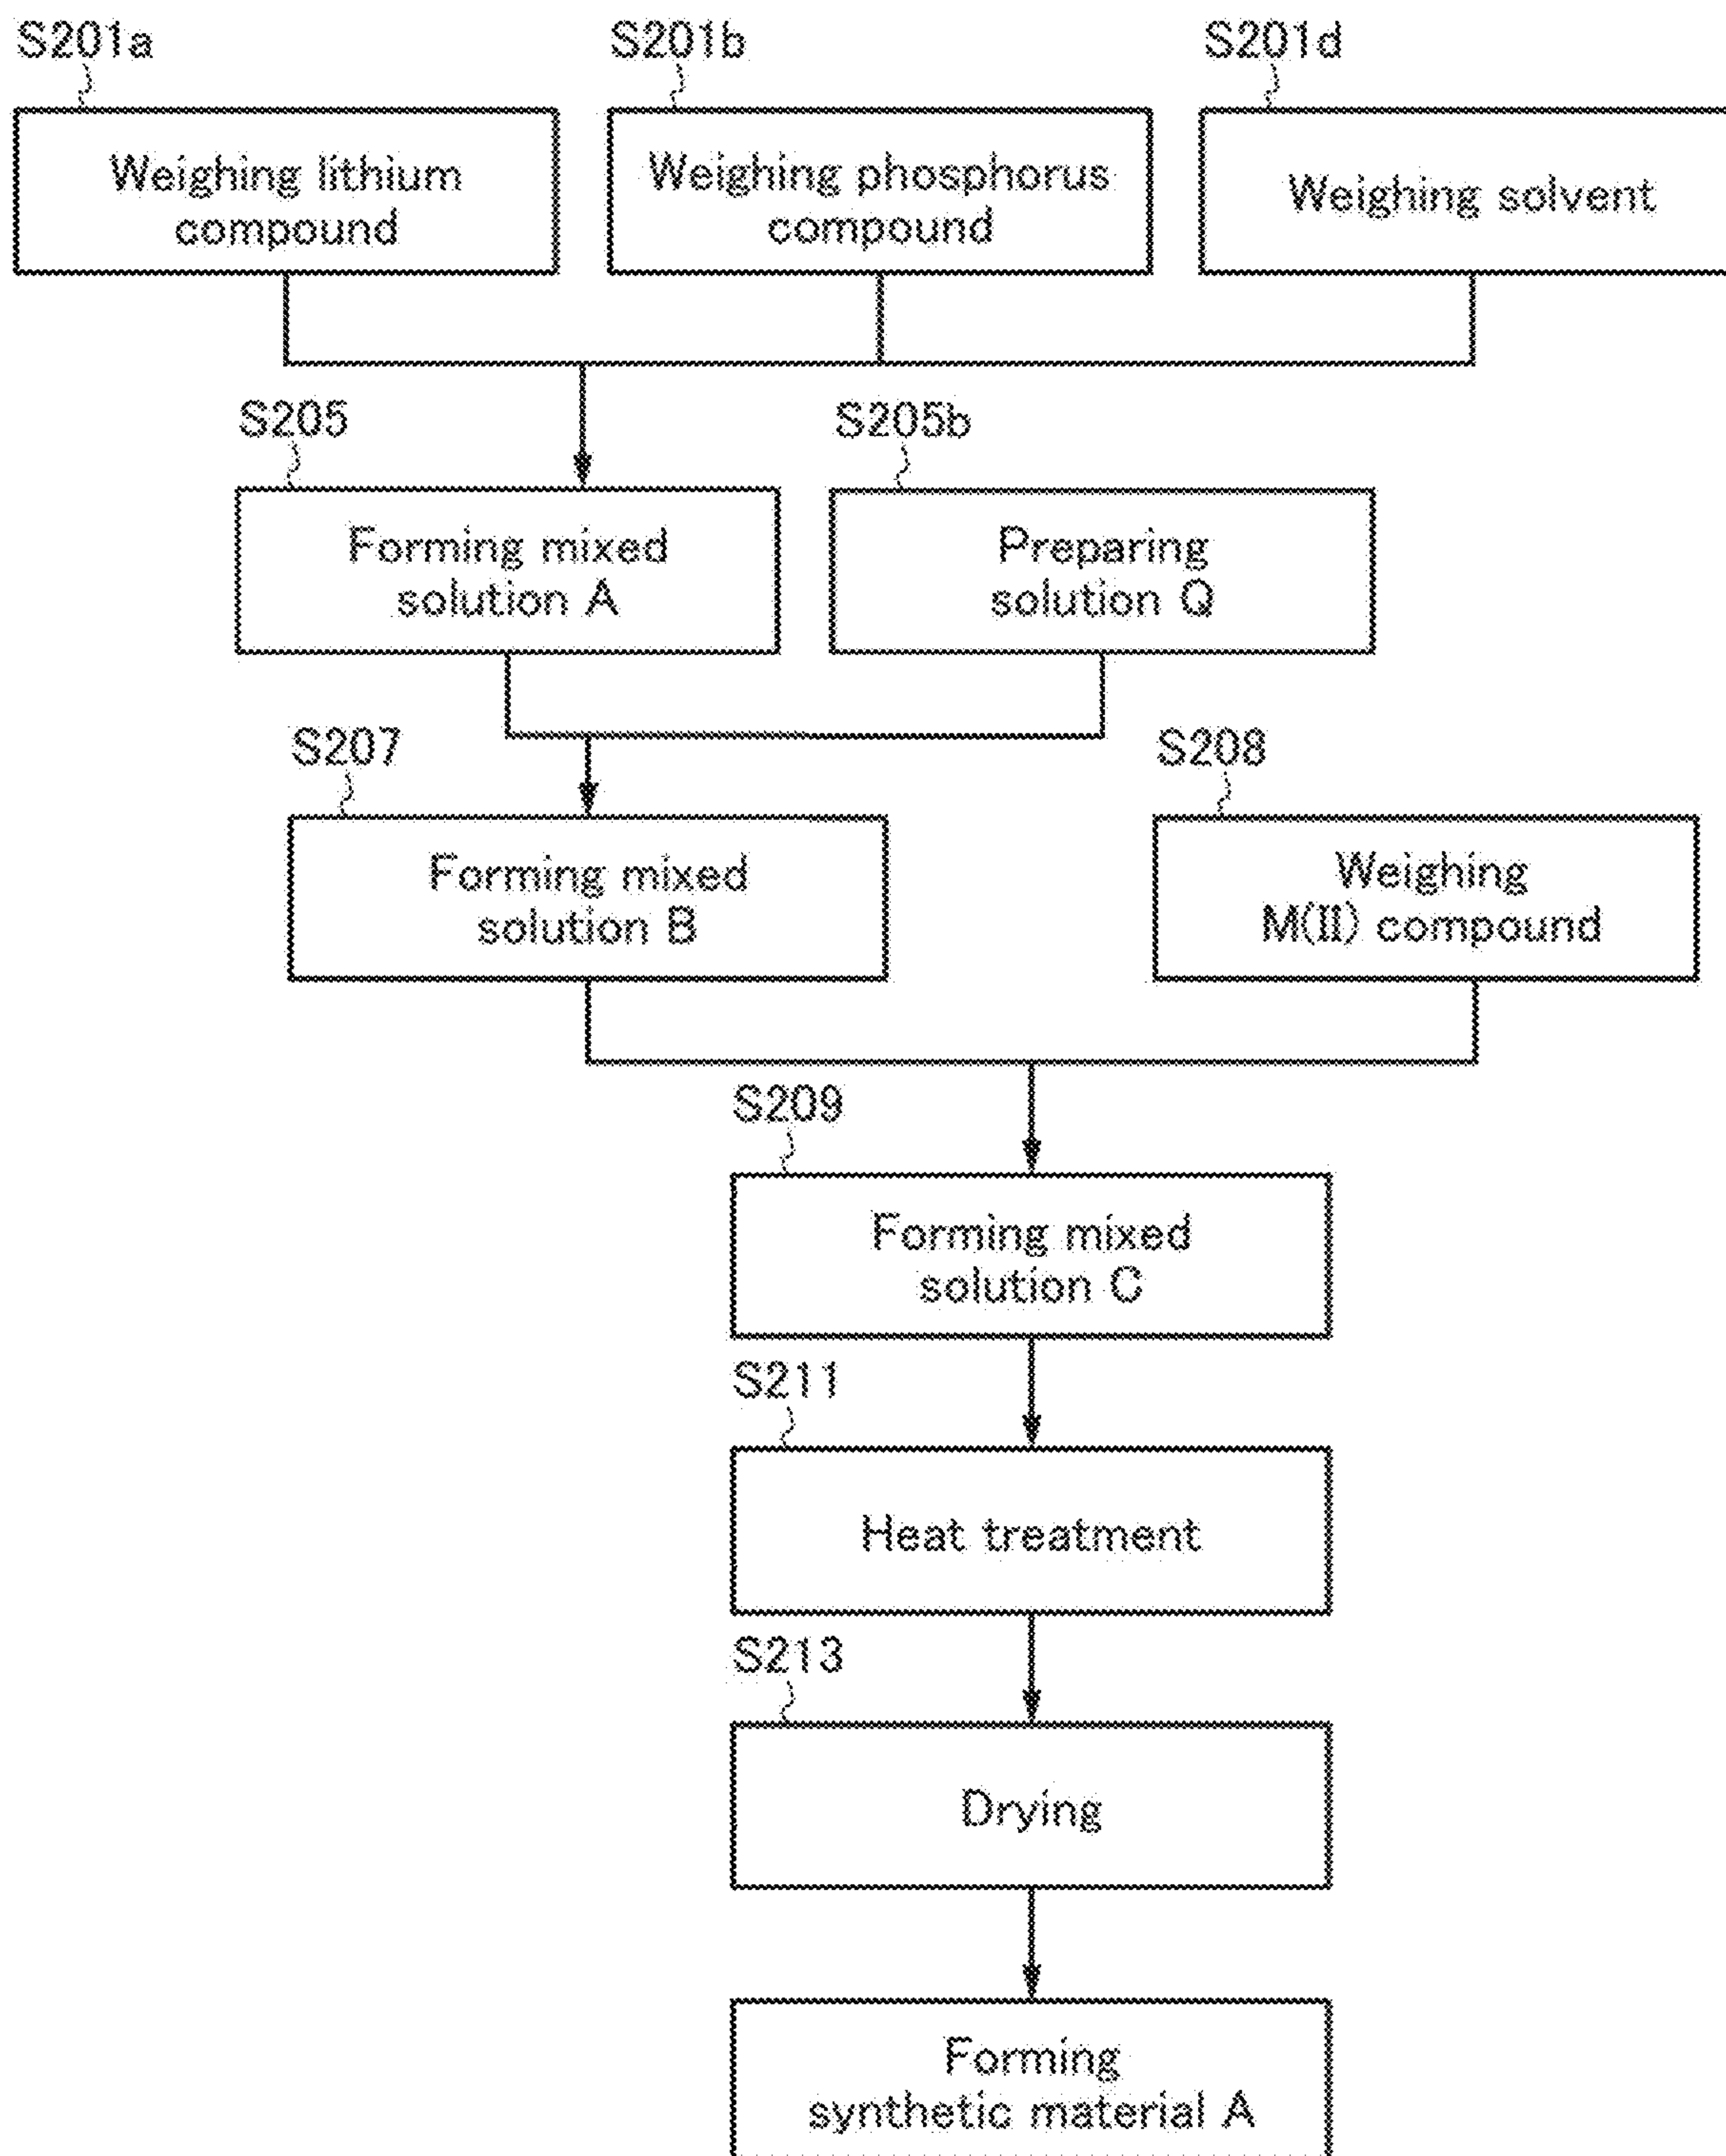 S201a
S201b
S201d
Weighing lithium
compound
Weighing phosphorus
compound
Weighing solvent
S205
S205b
Forming mixed
solution A
Preparing
solution Q
S207
S208
Forming mixed
solution B
Weighing
M(II) compound
S209
Forming mixed
solution C
S211
Heat treatment
S213
Drying
Forming
synthetic material A